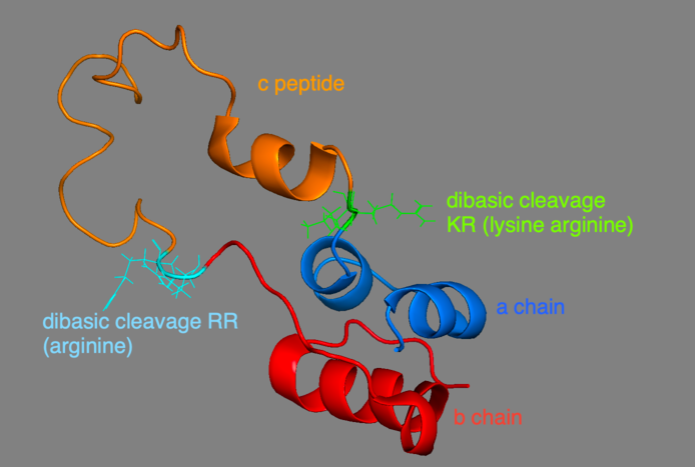 c peptide
dibasic cleavage
KR (lysine arginine)
a chain
dibasic cleavage RR
(arginine)
b chain